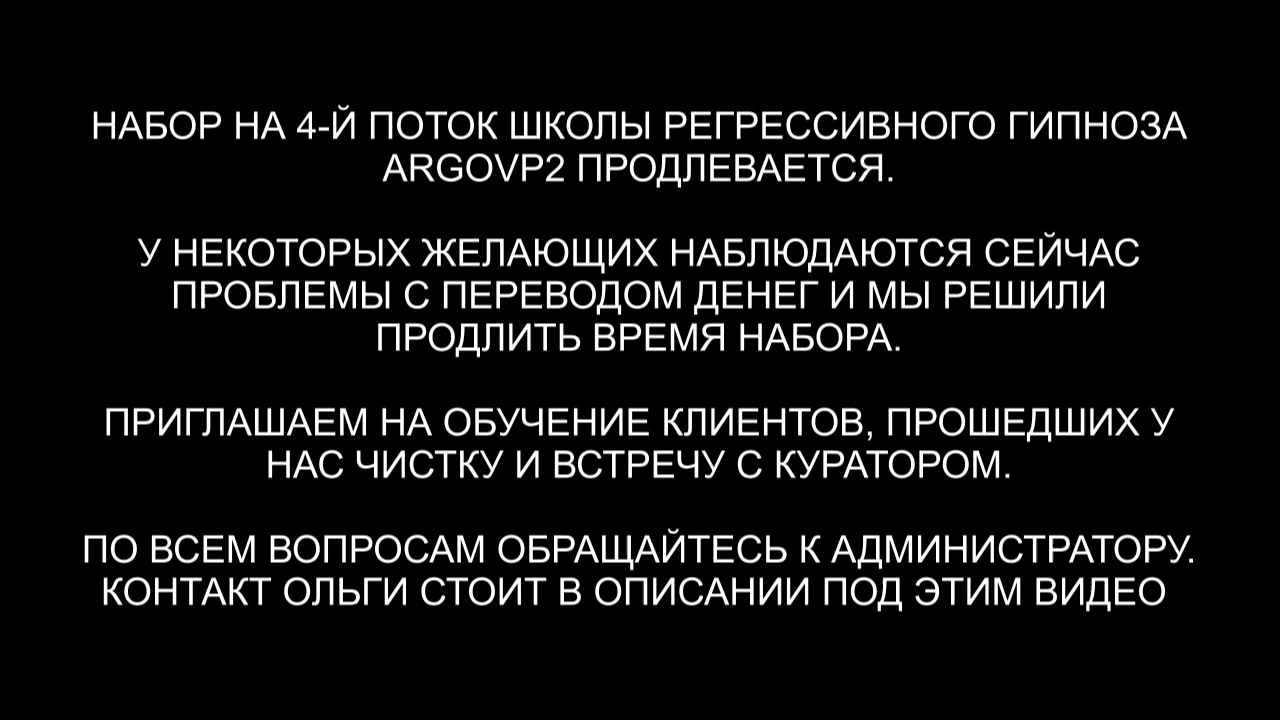 НАБОР НА 4-Й ПОТОК ШКОЛЫ РЕГРЕССИВНОГО ГИПНОЗА
ARGOVP2 ПРОДЛЕВАЕТСЯ.
У НЕКОТОРЫХ ЖЕЛАЮЩИХ НАБЛЮДАЮТСЯ СЕЙЧАС
ПРОБЛЕМЫ С ПЕРЕВОДОМ ДЕНЕГ И МЫ РЕШИЛИ
ПРОДЛИТЬ ВРЕМЯ НАБОРА.
ПРИГЛАШАЕМ НА ОБУЧЕНИЕ КЛИЕНТОВ, ПРОШЕДШИХ У
НАС ЧИСТКУ И ВСТРЕЧУ С КУРАТОРОМ.
ПО ВСЕМ ВОПРОСАМ ОБРАЩАЙТЕСЬ К АДМИНИСТРАТОРУ.
КОНТАКТ ОЛЬГИ СТОИТ В ОПИСАНИИ ПОД ЭТИМ ВИДЕО